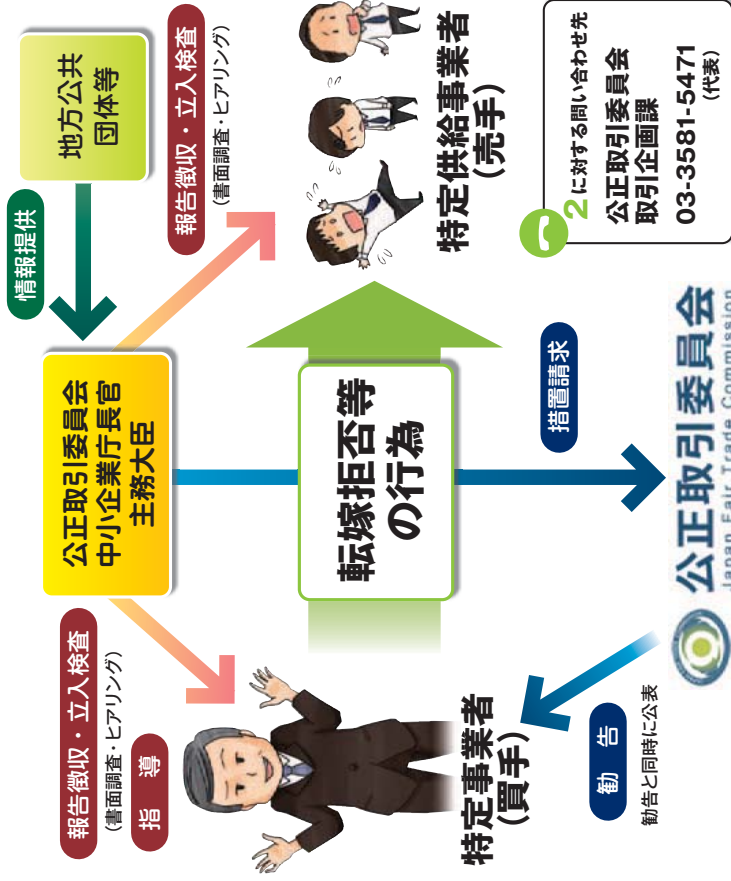 地方公共
団体等
情報提供
公正取引委員会
中小企業庁長官
主務大臣
報告徴収・立入検査
(書面調査・ヒアリング)
指 導
報告徴収・立入検査
(書面調査・ヒアリング)
特定事業者
(買手)
転嫁拒否等
の行為
特定供給事業者
(売手)
措置請求
勧 告
勧告と同時に公表
公正取引委員会
Japan Fair Trade Commission
2に対する問い合わせ先
公正取引委員会
取引企画課
03-3581-5471
(代表)